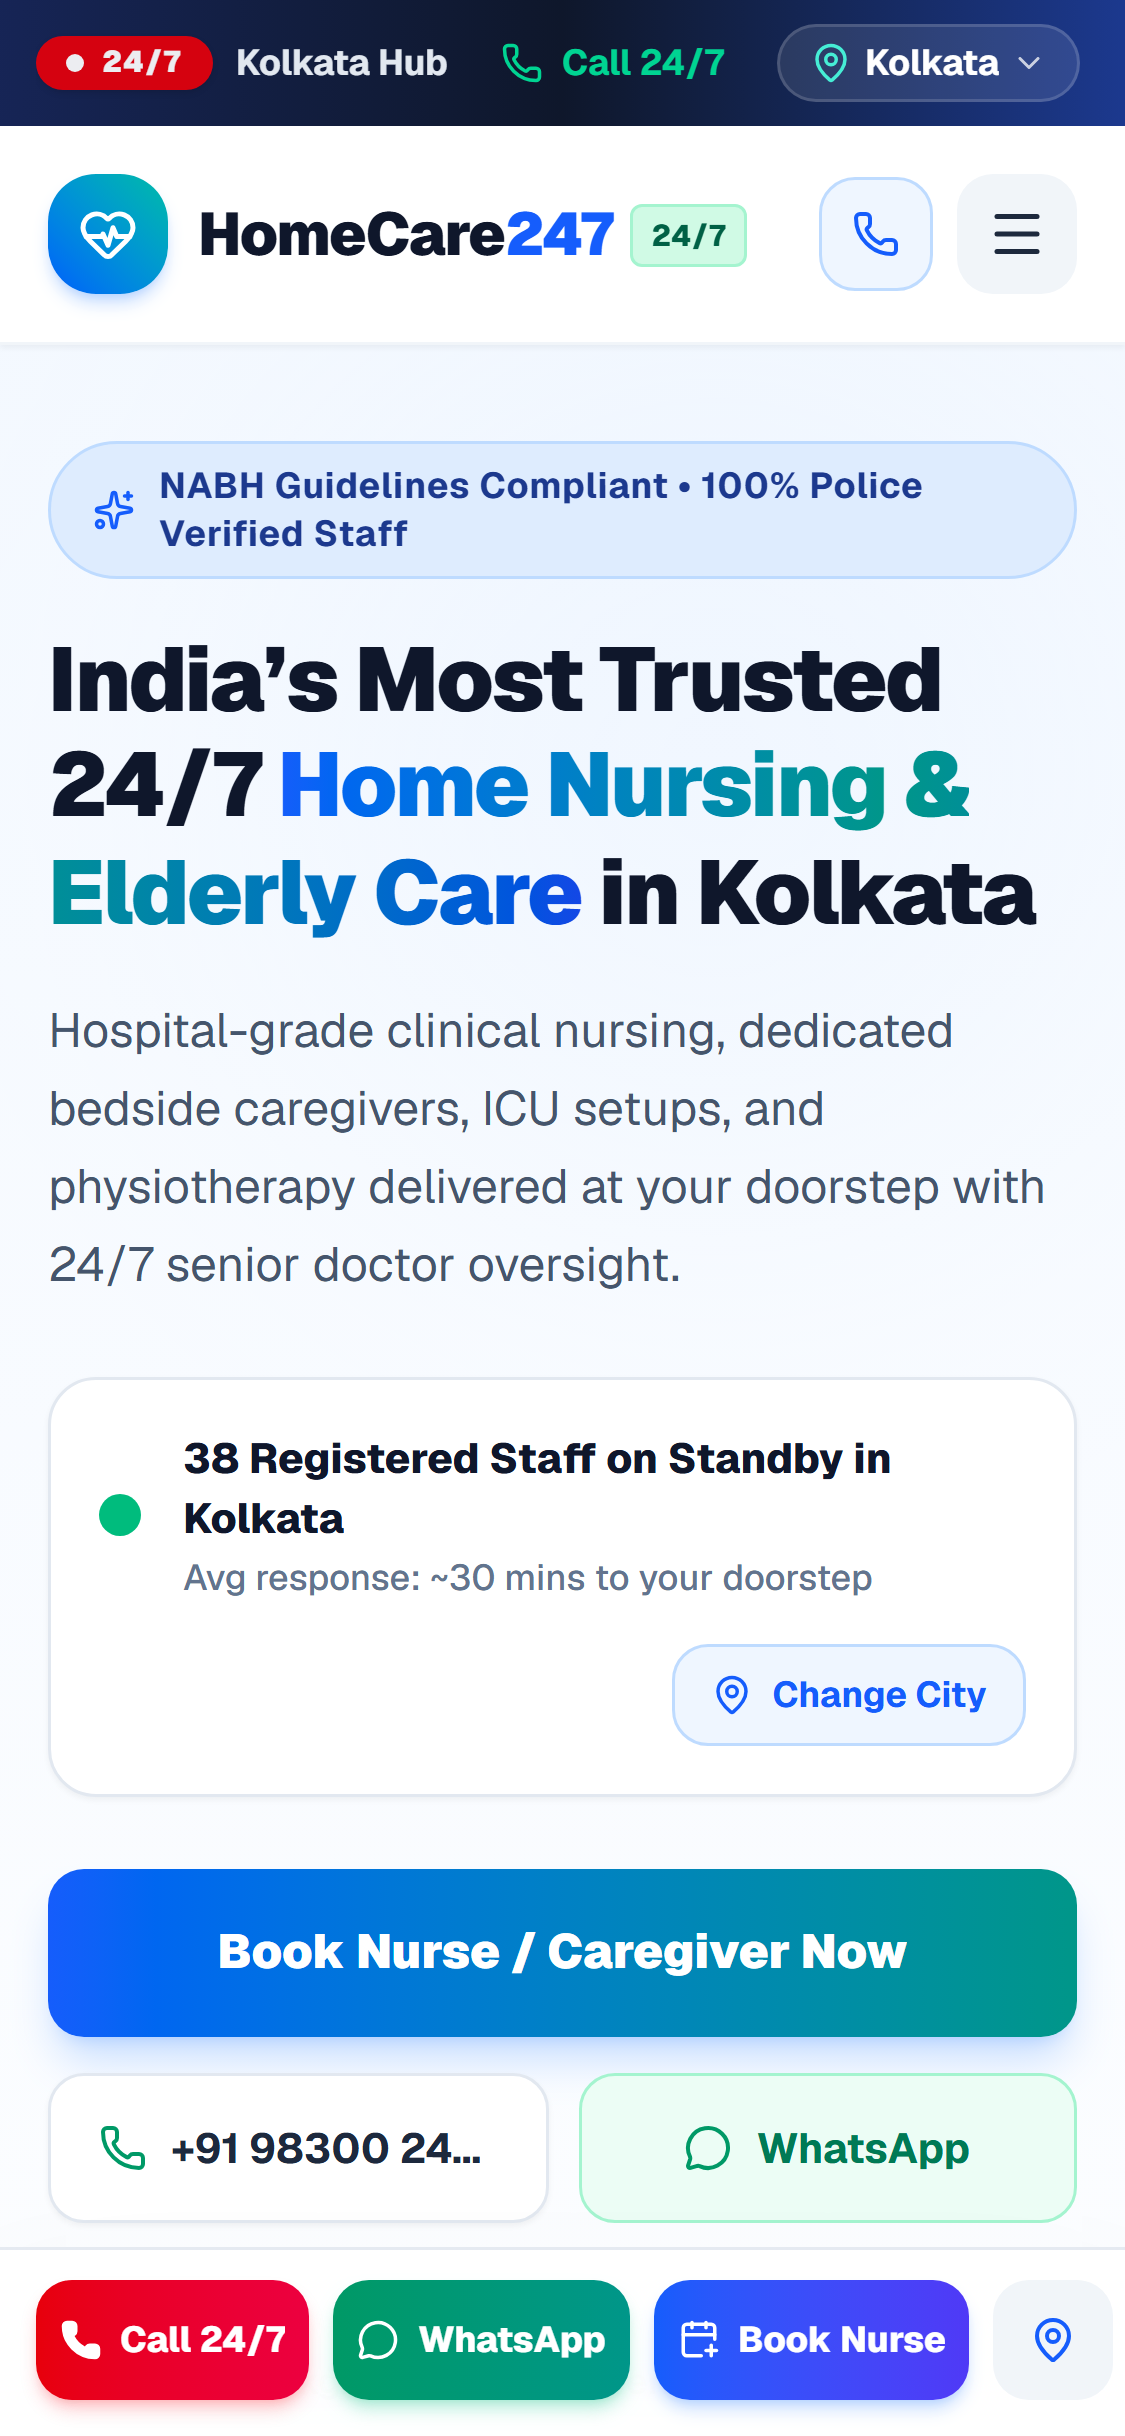 24/7 Kolkata Hub Call 24/7 Kolkata
HomeCare247 24/7
NABH Guidelines Compliant • 100% Police
Verified Staff
India’s Most Trusted
24/7 Home Nursing &
Elderly Care in Kolkata
Hospital-grade clinical nursing, dedicated
bedside caregivers, ICU setups, and
physiotherapy delivered at your doorstep with
24/7 senior doctor oversight.
38 Registered Staff on Standby in
Kolkata
Avg response: ~30 mins to your doorstep
Change City
Book Nurse / Caregiver Now
+91 98300 24... WhatsApp
Call 24/7 WhatsApp Book Nurse